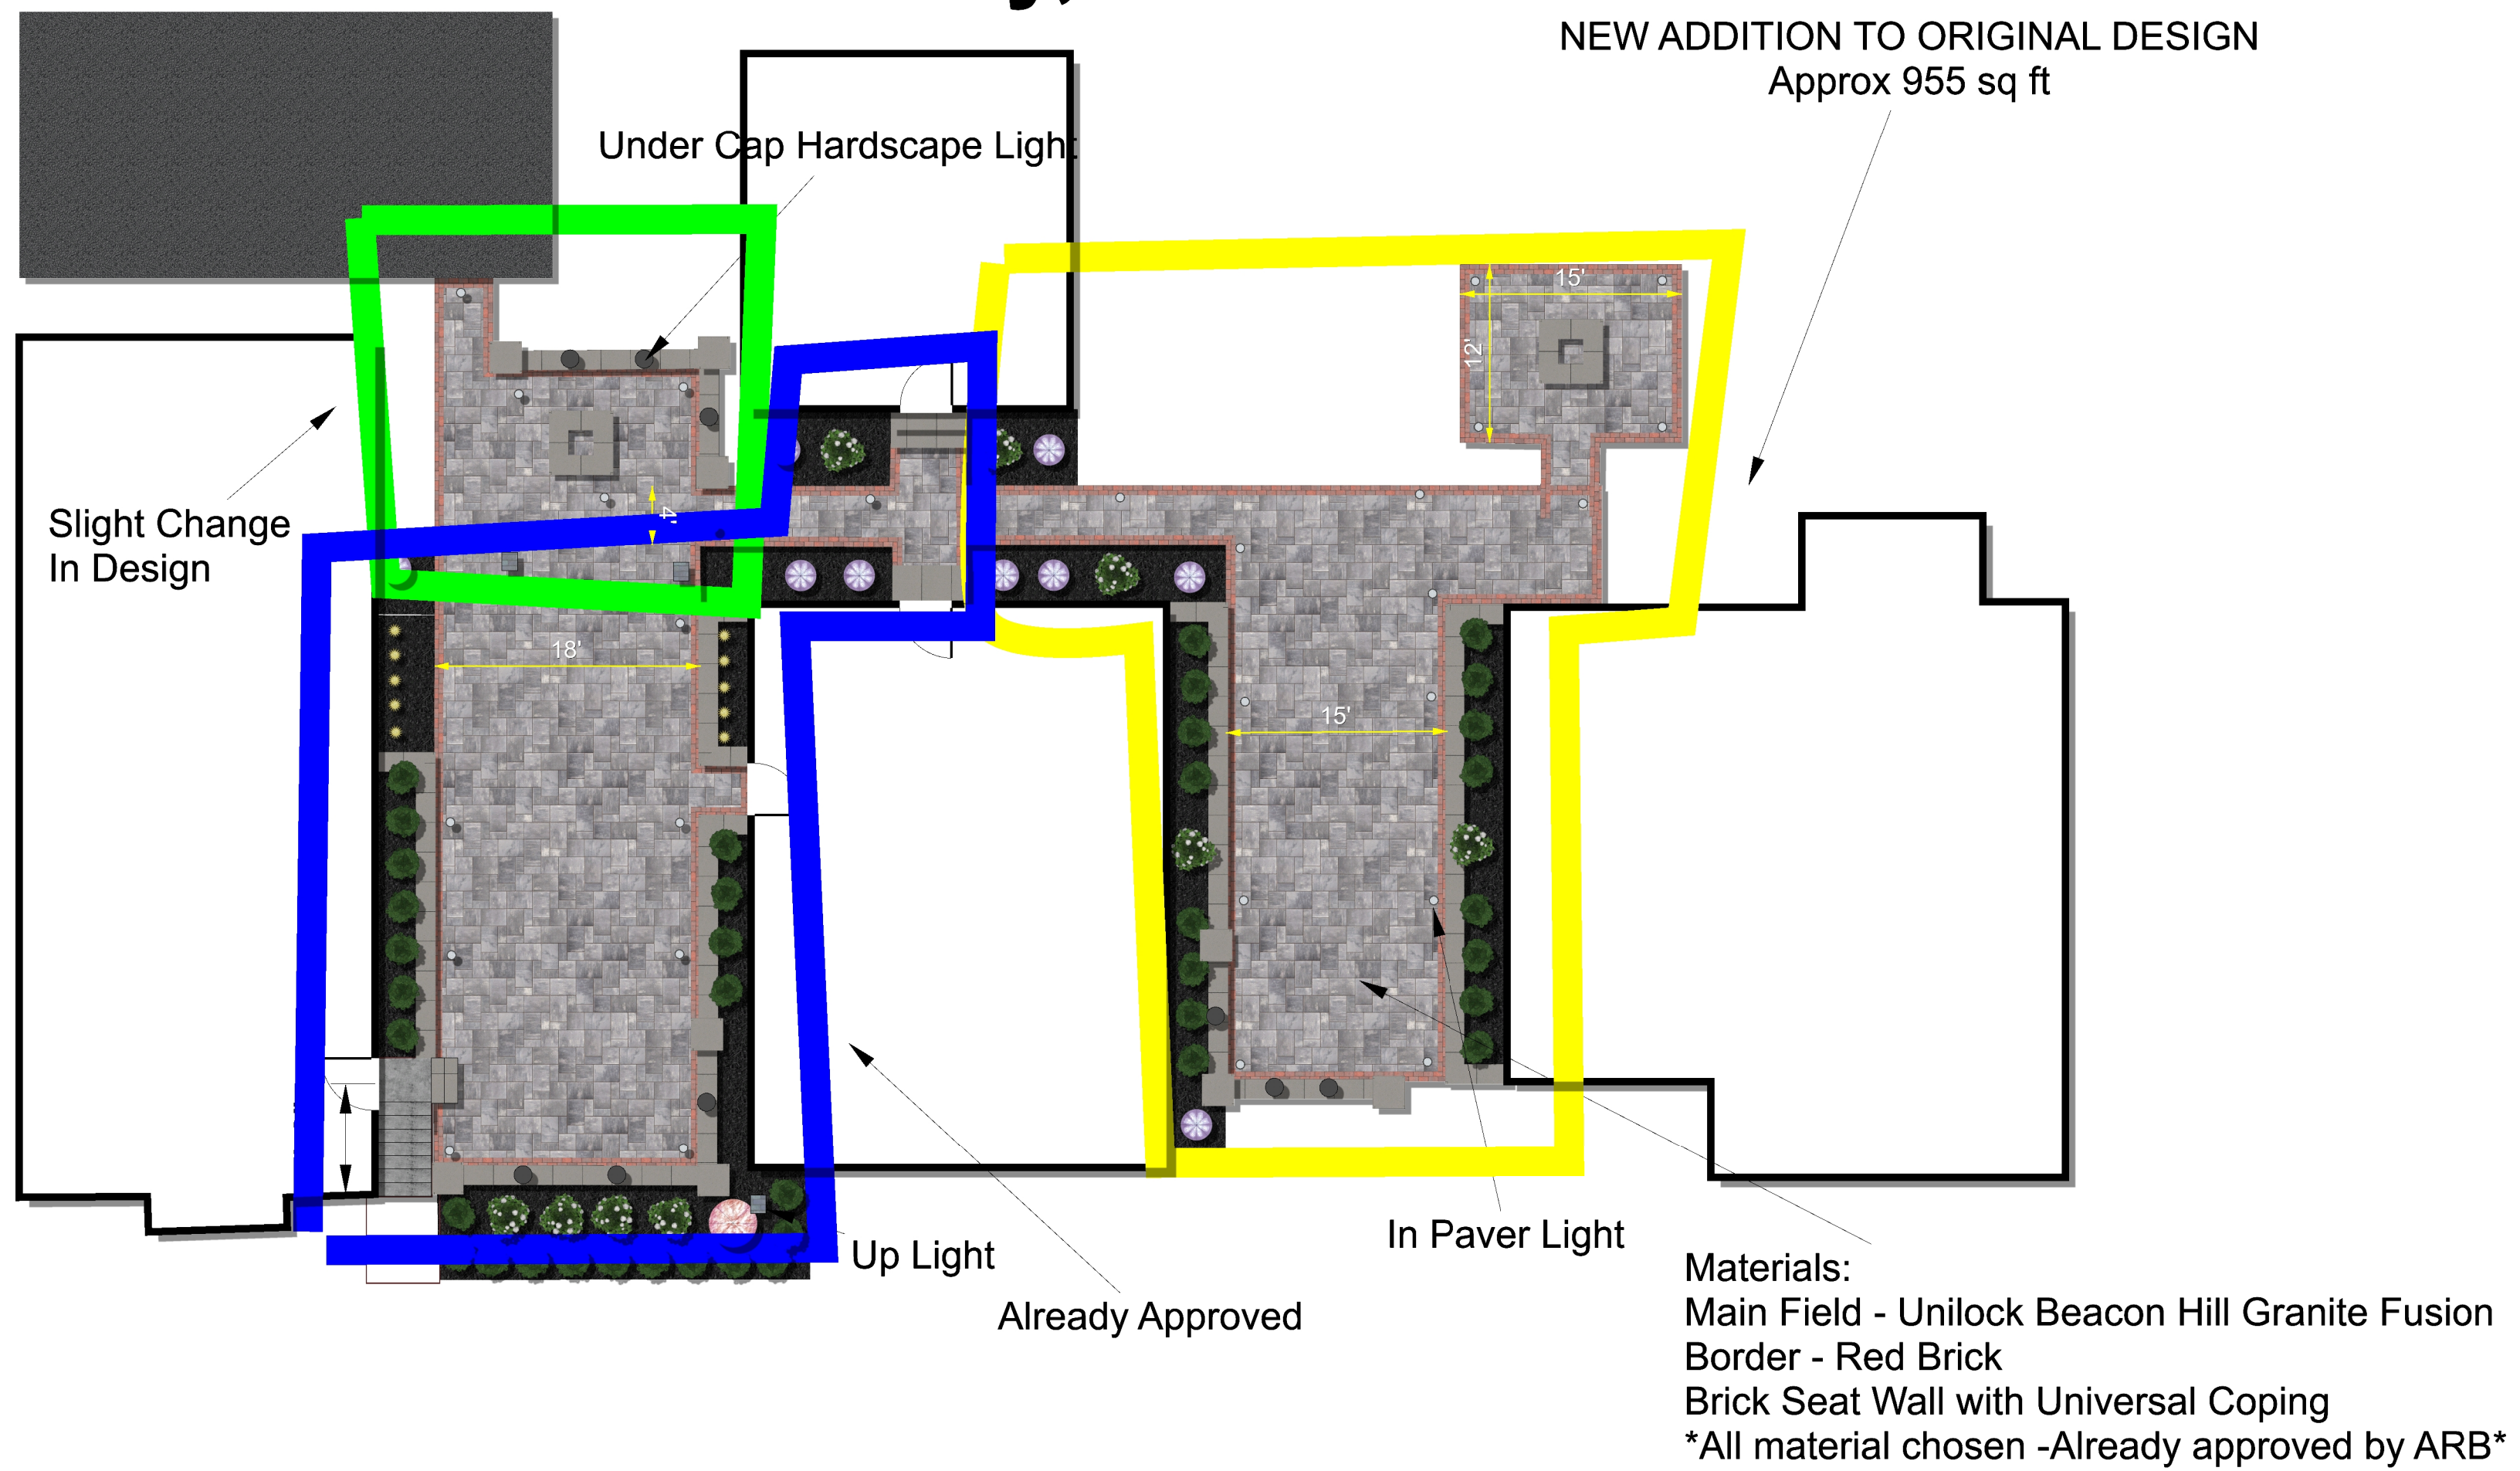 NEW ADDITION TO ORIGINAL DESIGN
Approx 955 sq ft
Under Cap Hardscape Light
15'
12'
Slight Change
In Design
4'
18'
15'
In Paver Light
Up Light
Already Approved
Materials:
Main Field - Unilock Beacon Hill Granite Fusion
Border - Red Brick
Brick Seat Wall with Universal Coping
*All material chosen -Already approved by ARB*